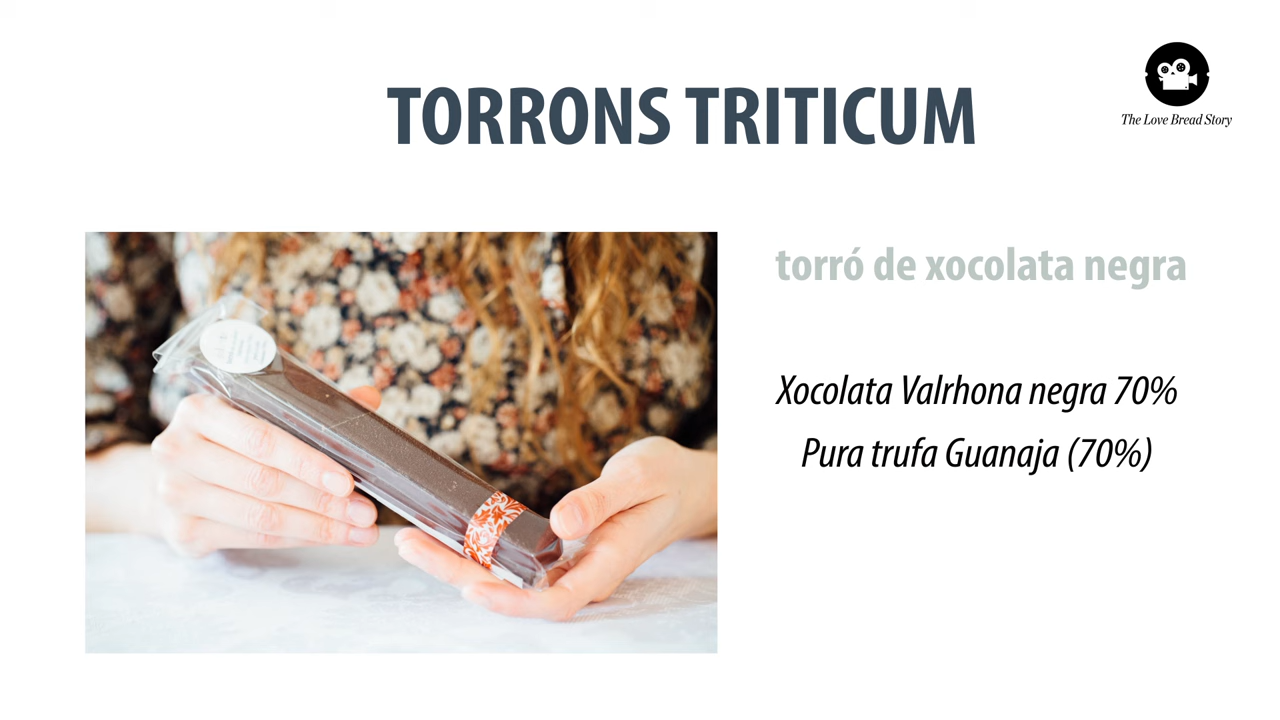 TORRONS TRITICUM
The Love Bread Story
torró de xocolata negra
Xocolata Valrhona negra 70%
Pura trufa Guanaja (70%)